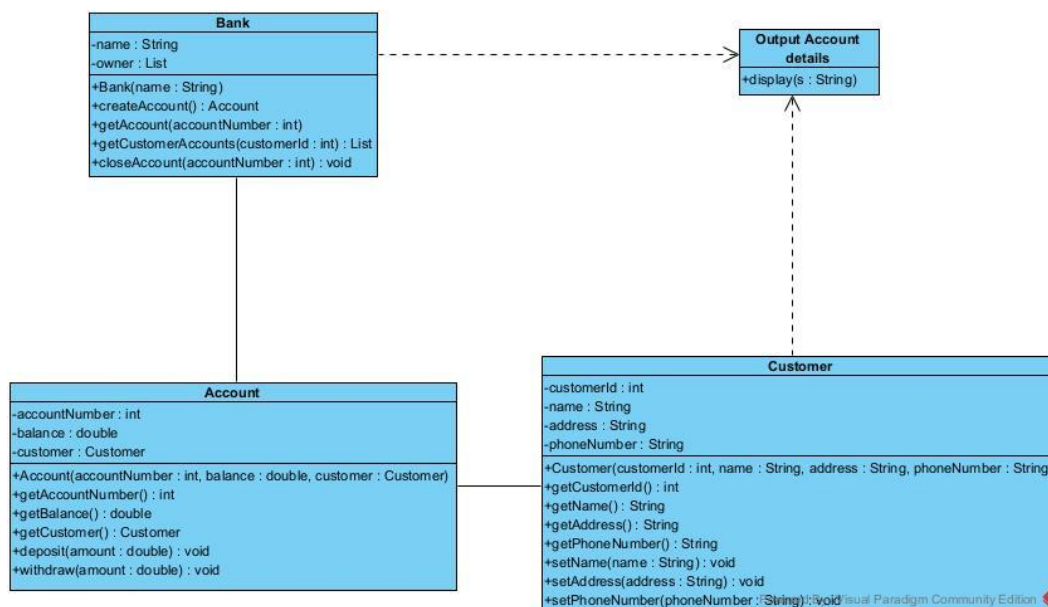 Bank
-name : String
-owner : List
+Bank(name : String)
+createAccount() : Account
+getAccount(accountNumber : int)
+getCustomerAccounts(customerId : int) : List
+closeAccount(accountNumber : int) : void
Output Account
details
+display(s : String)
Account
-accountNumber : int
-balance : double
-customer : Customer
+Account(accountNumber : int, balance : double, customer : Customer)
+getAccountNumber() : int
+getBalance() : double
+getCustomer() : Customer
+deposit(amount : double) : void
+withdraw(amount : double) : void
Customer
-customerId : int
-name : String
-address : String
-phoneNumber : String
+Customer(customerId : int, name : String, address : String, phoneNumber : String
+getCustomerId() : int
+getName() : String
+getAddress() : String
+getPhoneNumber() : String
+setName(name : String) : void
+setAddress(address : String) : void
+setPhoneNumber(phoneNumber : String) : void
Visual Paradigm Community Edition